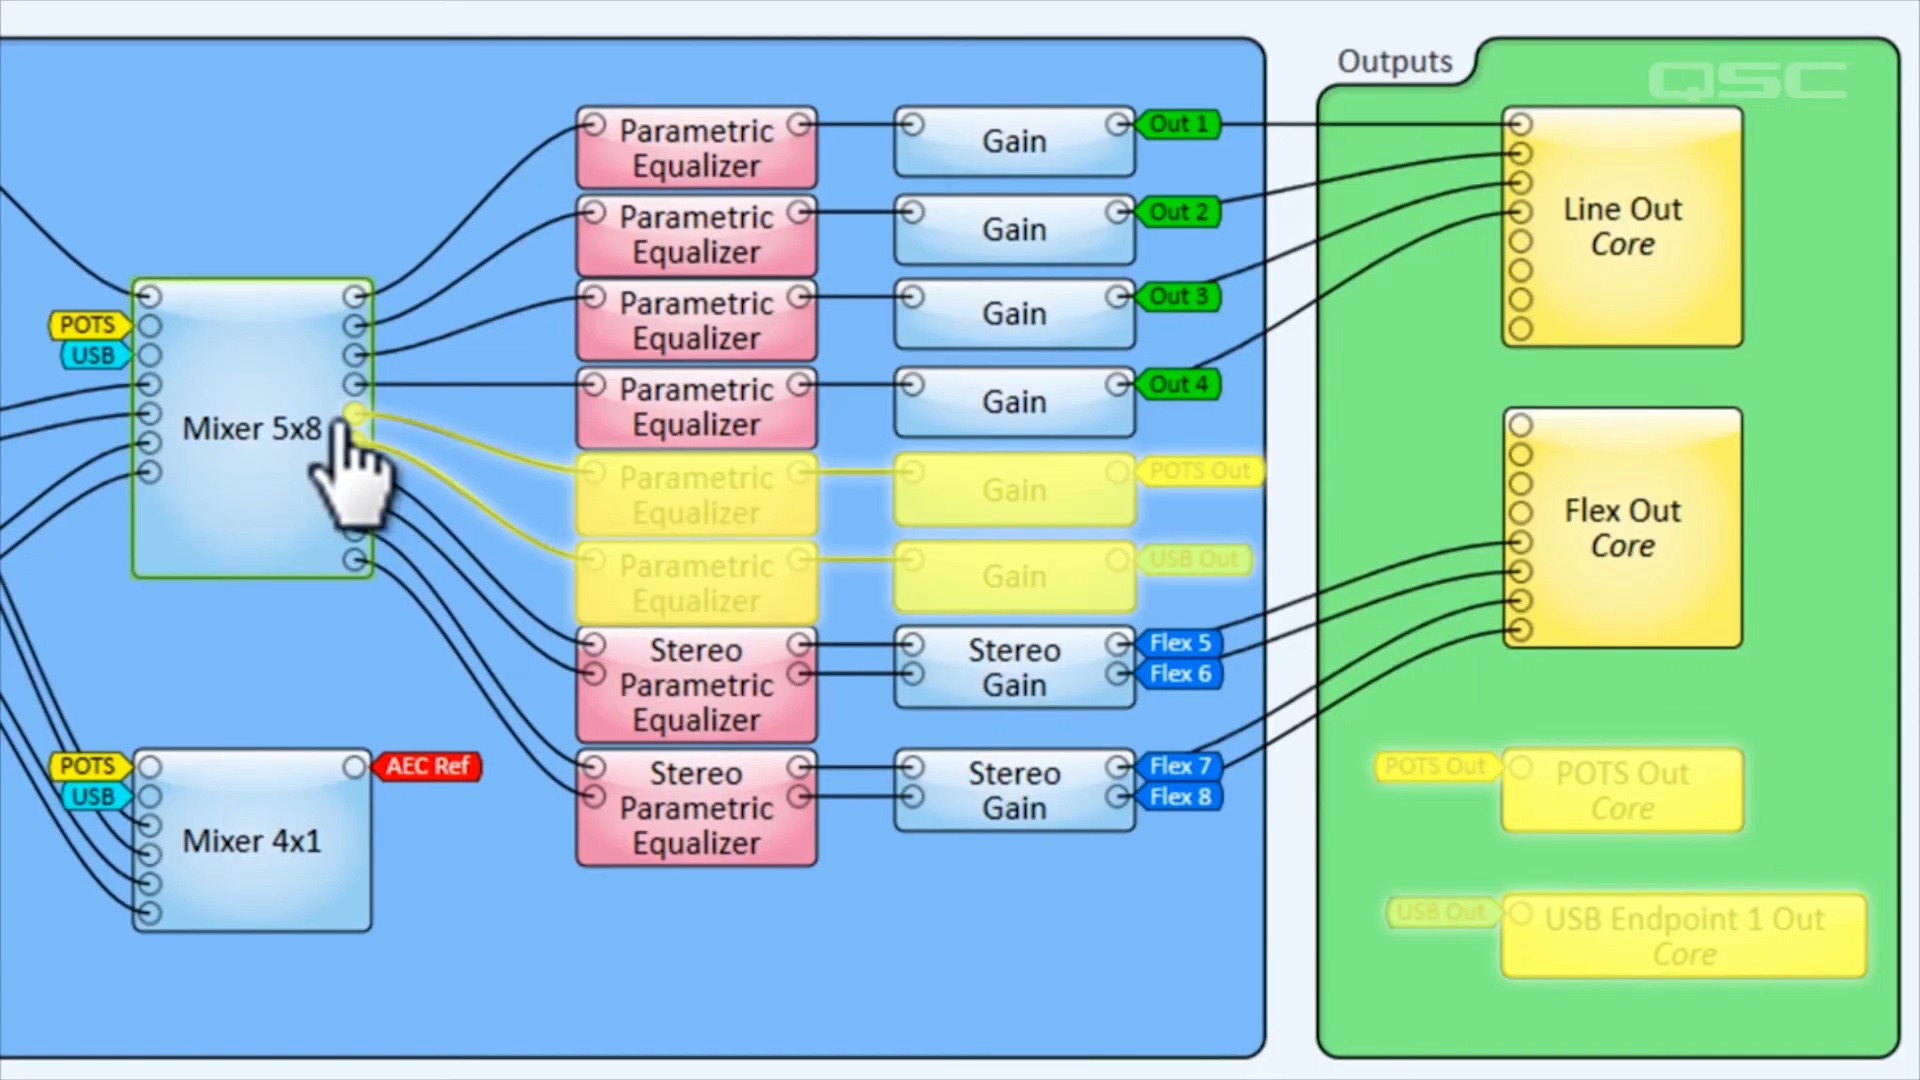 Outputs
QSC
Parametric
Equalizer
Gain
Out 1
Parametric
Equalizer
Gain
Out 2
Parametric
Equalizer
Gain
Out 3
Parametric
Equalizer
Gain
Out 4
Parametric
Equalizer
Gain
POTS Out
Parametric
Equalizer
Gain
USB Out
Stereo
Parametric
Equalizer
Stereo
Gain
Flex 5
Flex 6
Stereo
Parametric
Equalizer
Stereo
Gain
Flex 7
Flex 8
POTS
USB
Mixer 5x8
POTS
USB
Mixer 4x1
AEC Ref
Line Out
Core
Flex Out
Core
POTS Out
POTS Out
Core
USB Out
USB Endpoint 1 Out
Core